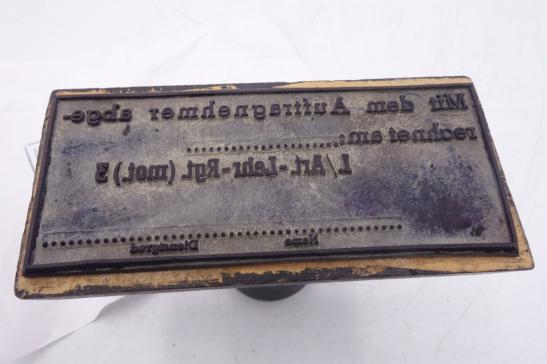 Mit dem Auftragnehmer abge-
rechnet am:....................
I./Art.-Lehr-Rgt. (mot.) 3
............................................................
Name Dienstgrad